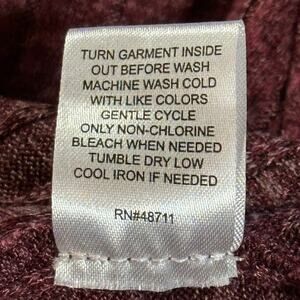 TURN GARMENT INSIDE
OUT BEFORE WASH
MACHINE WASH COLD
WITH LIKE COLORS
GENTLE CYCLE
ONLY NON-CHLORINE
BLEACH WHEN NEEDED
TUMBLE DRY LOW
COOL IRON IF NEEDED
RN#48711